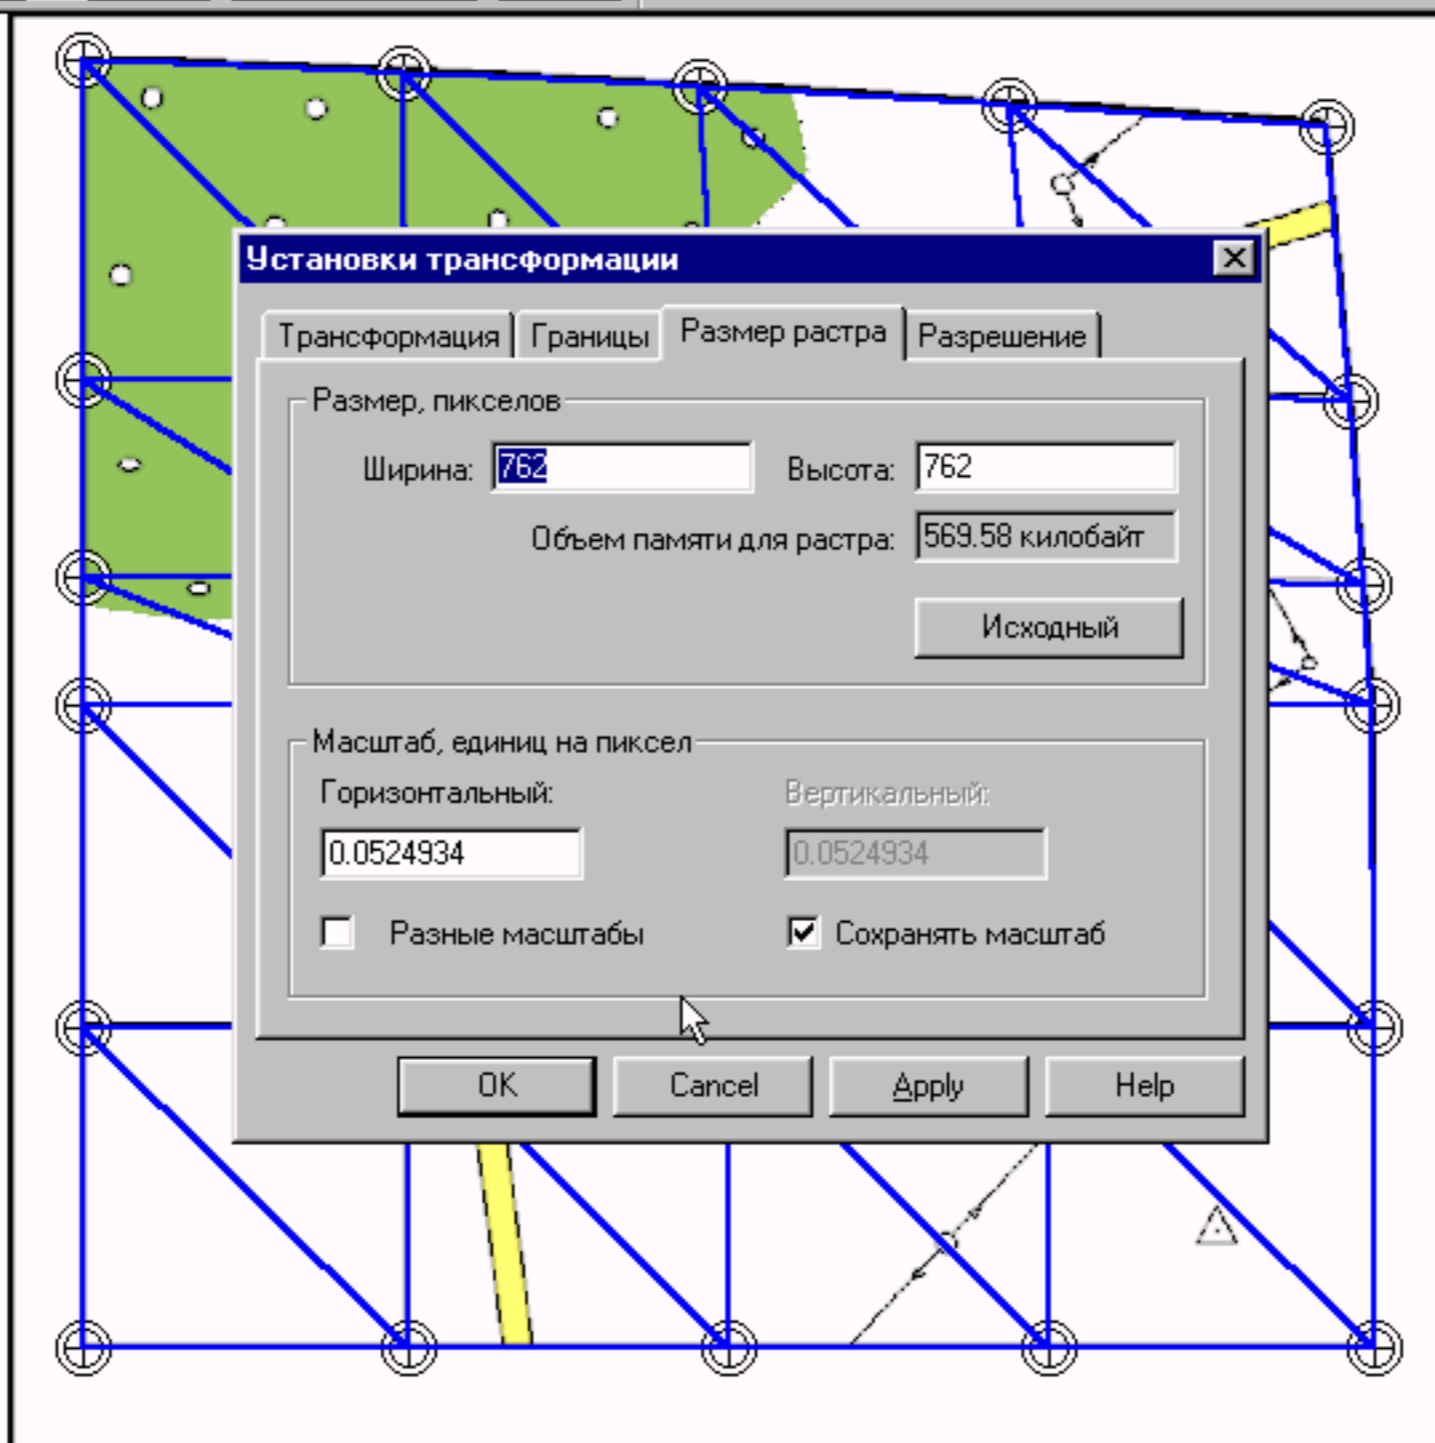 Установки трансформации
Трансформация Границы Размер растра Разрешение
Размер, пикселов
Ширина: 762 Высота: 762
Объем памяти для растра: 569.58 килобайт
Исходный
Масштаб, единиц на пиксел
Горизонтальный: Вертикальный:
0.0524934 0.0524934
Разные масштабы Сохранять масштаб
OK Cancel Apply Help